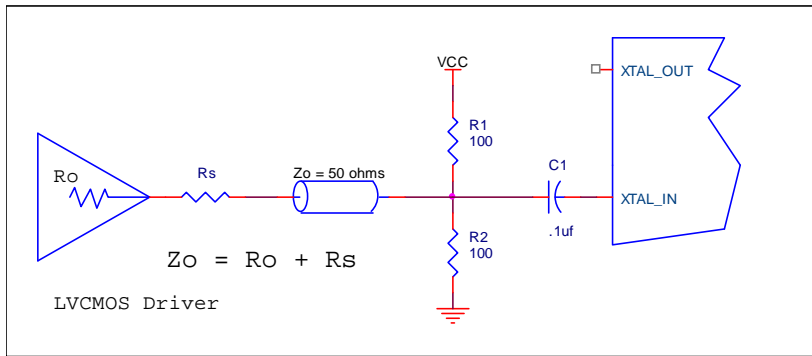 VCC
XTAL_OUT
R1
100
Ro
Rs
Zo = 50 ohms
C1
XTAL_IN
.1uf
R2
100
Zo = Ro + Rs
LVCMOS Driver